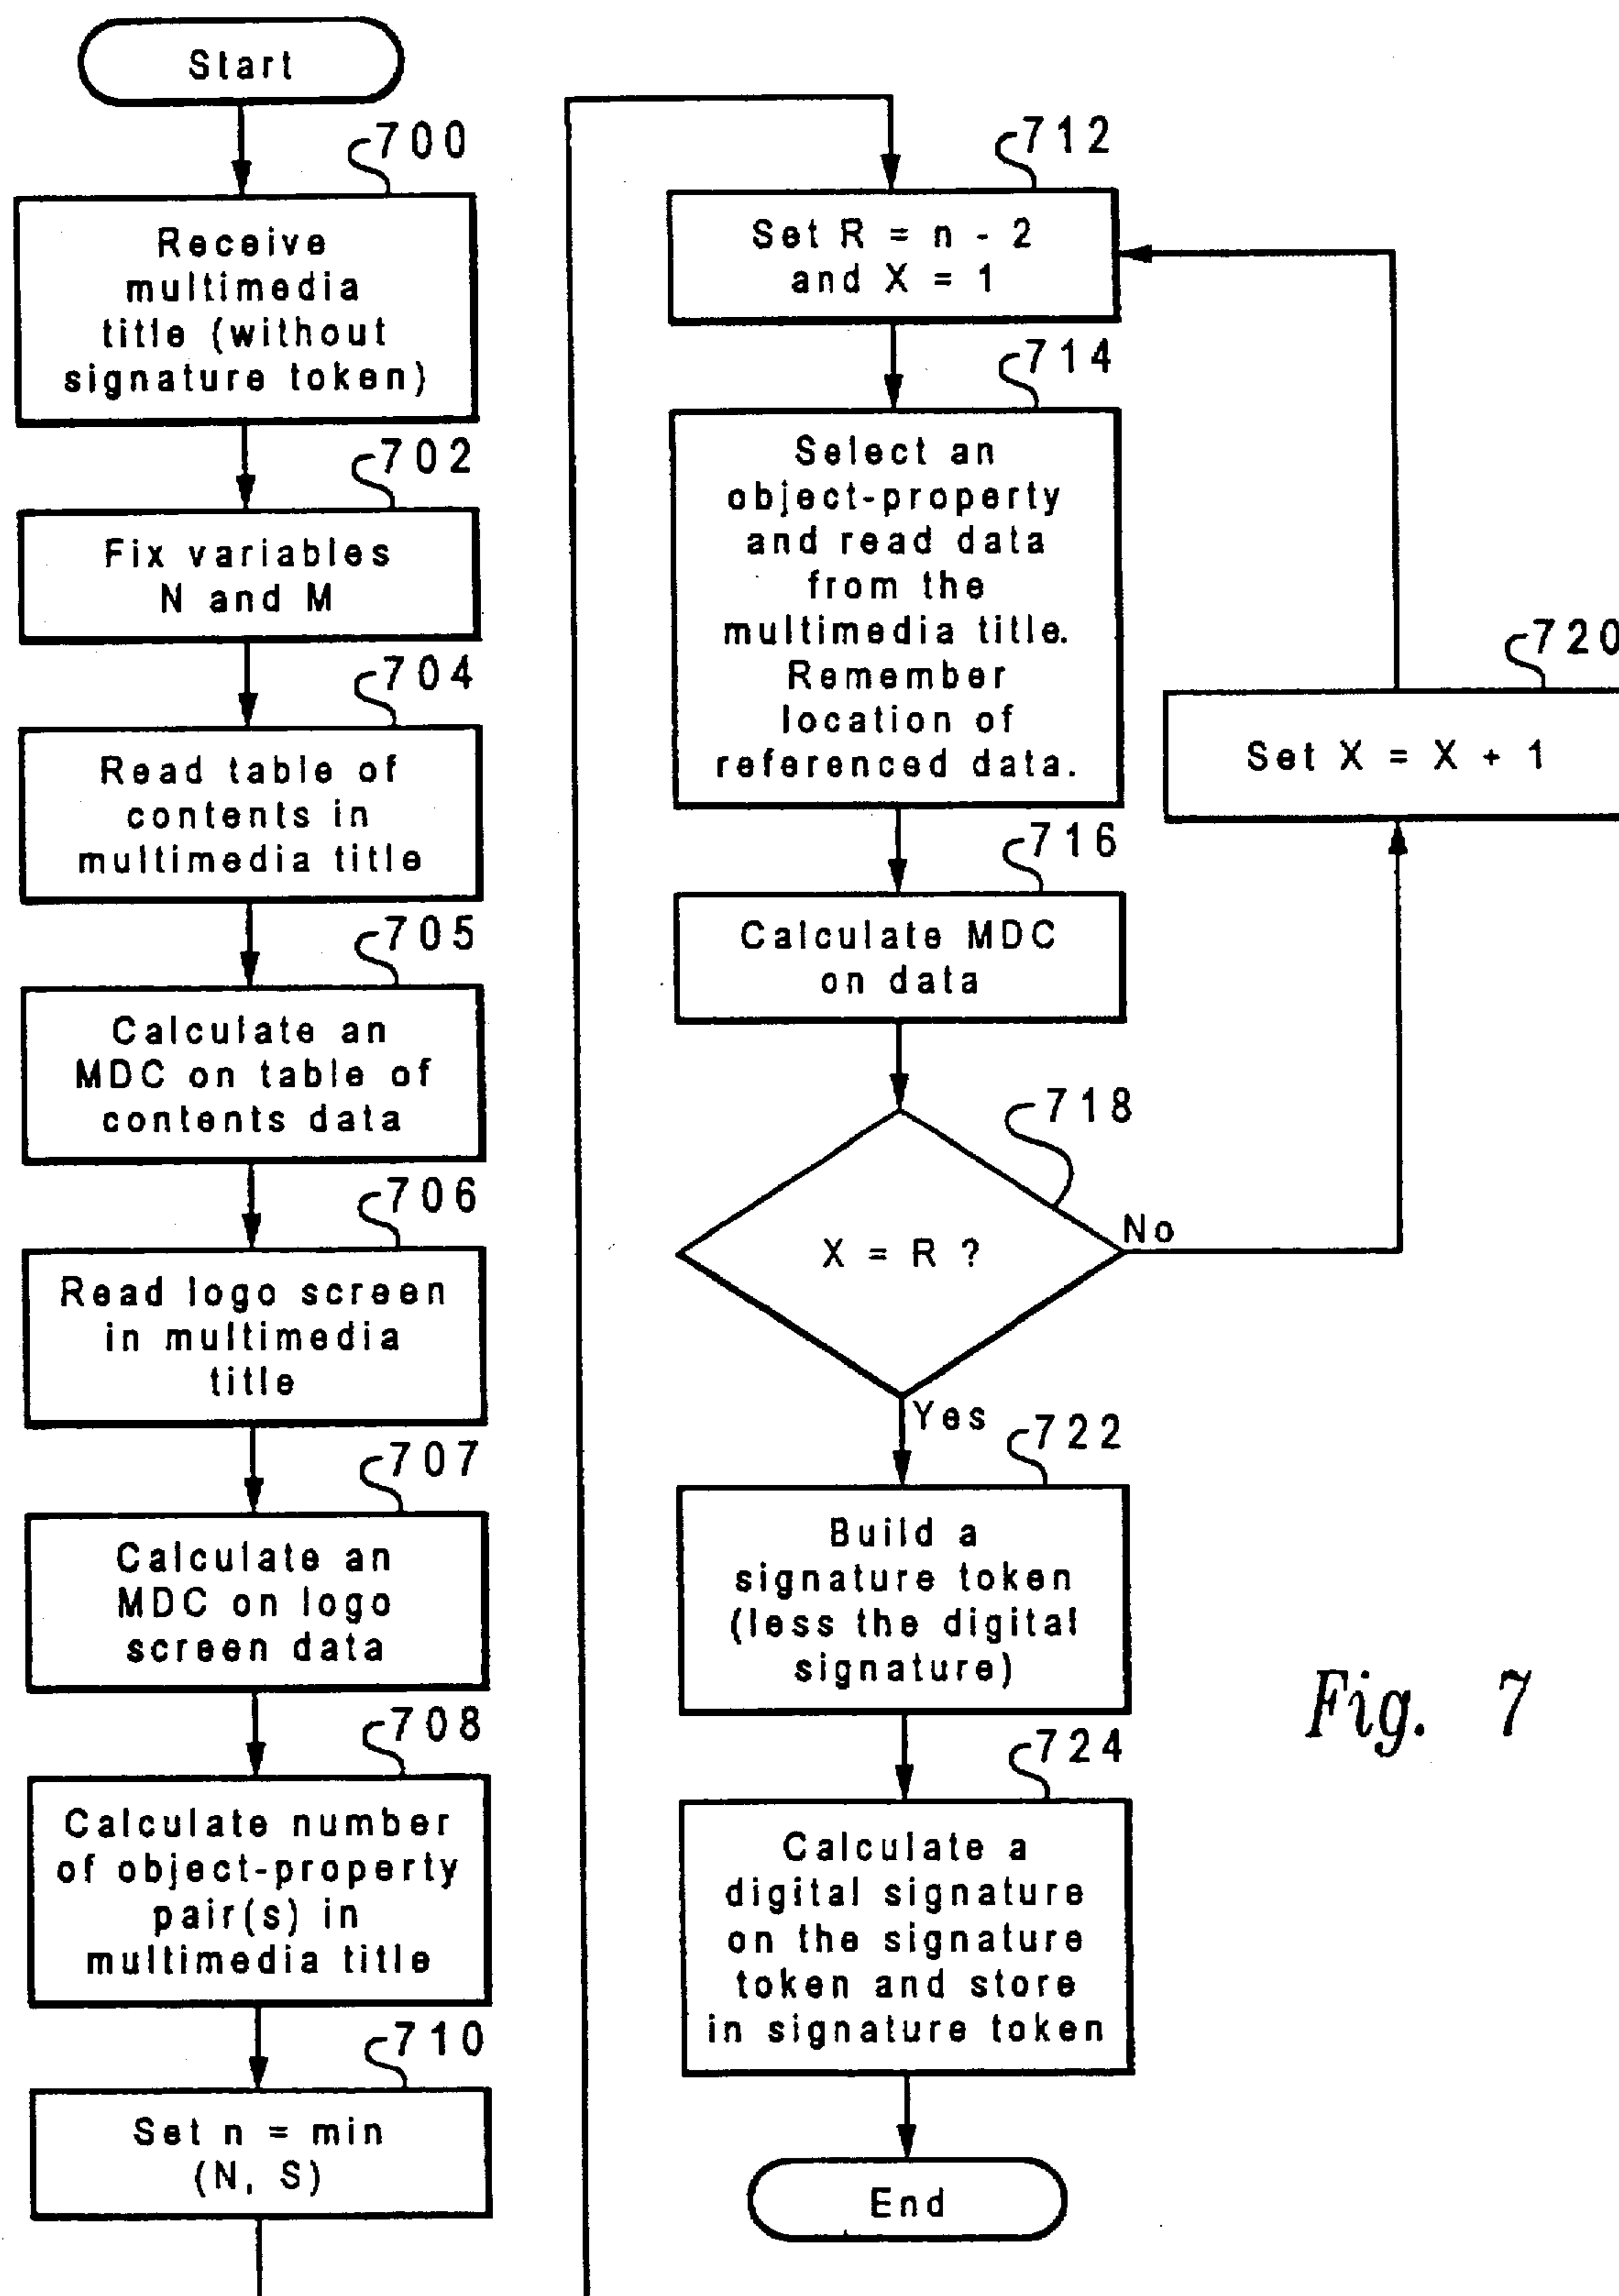 Start
700
Receive
multimedia
title (without
signature token)
702
Fix variables
N and M
704
Read table of
contents in
multimedia title
705
Calculate an
MDC on table of
contents data
706
Read logo screen
in multimedia
title
707
Calculate an
MDC on logo
screen data
708
Calculate number
of object-property
pair(s) in
multimedia title
710
Set n = min
(N, S)
712
Set R = n - 2
and X = 1
714
Select an
object-property
and read data
from the
multimedia title.
Remember
location of
referenced data.
716
Calculate MDC
on data
718
X = R ?
No
720
Set X = X + 1
Yes
722
Build a
signature token
(less the digital
signature)
724
Calculate a
digital signature
on the signature
token and store
in signature token
End
Fig. 7